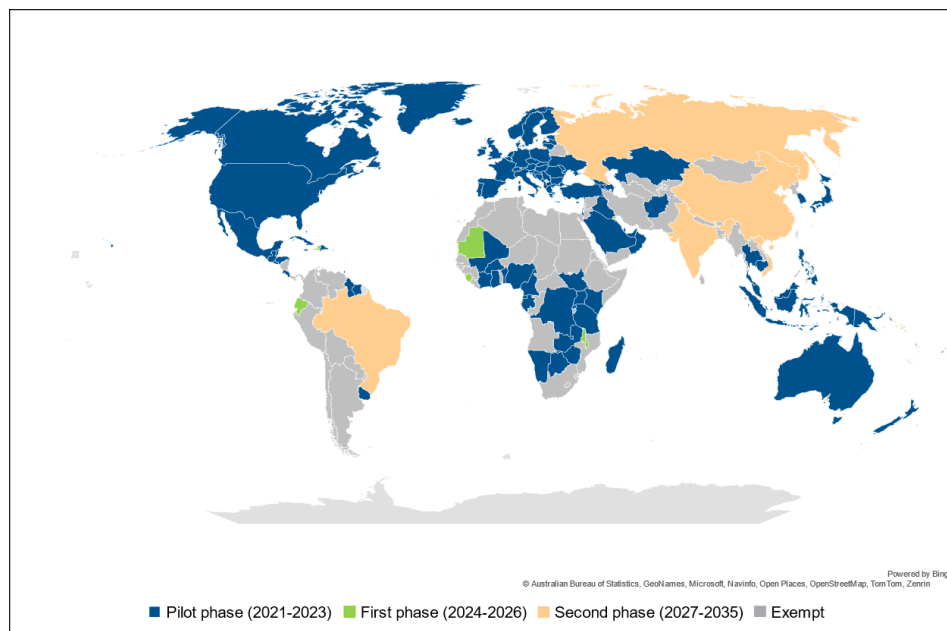 Powered by Bing
© Australian Bureau of Statistics, GeoNames, Microsoft, Navinfo, Open Places, OpenStreetMap, TomTom, Zenrin
Pilot phase (2021-2023) First phase (2024-2026) Second phase (2027-2035) Exempt